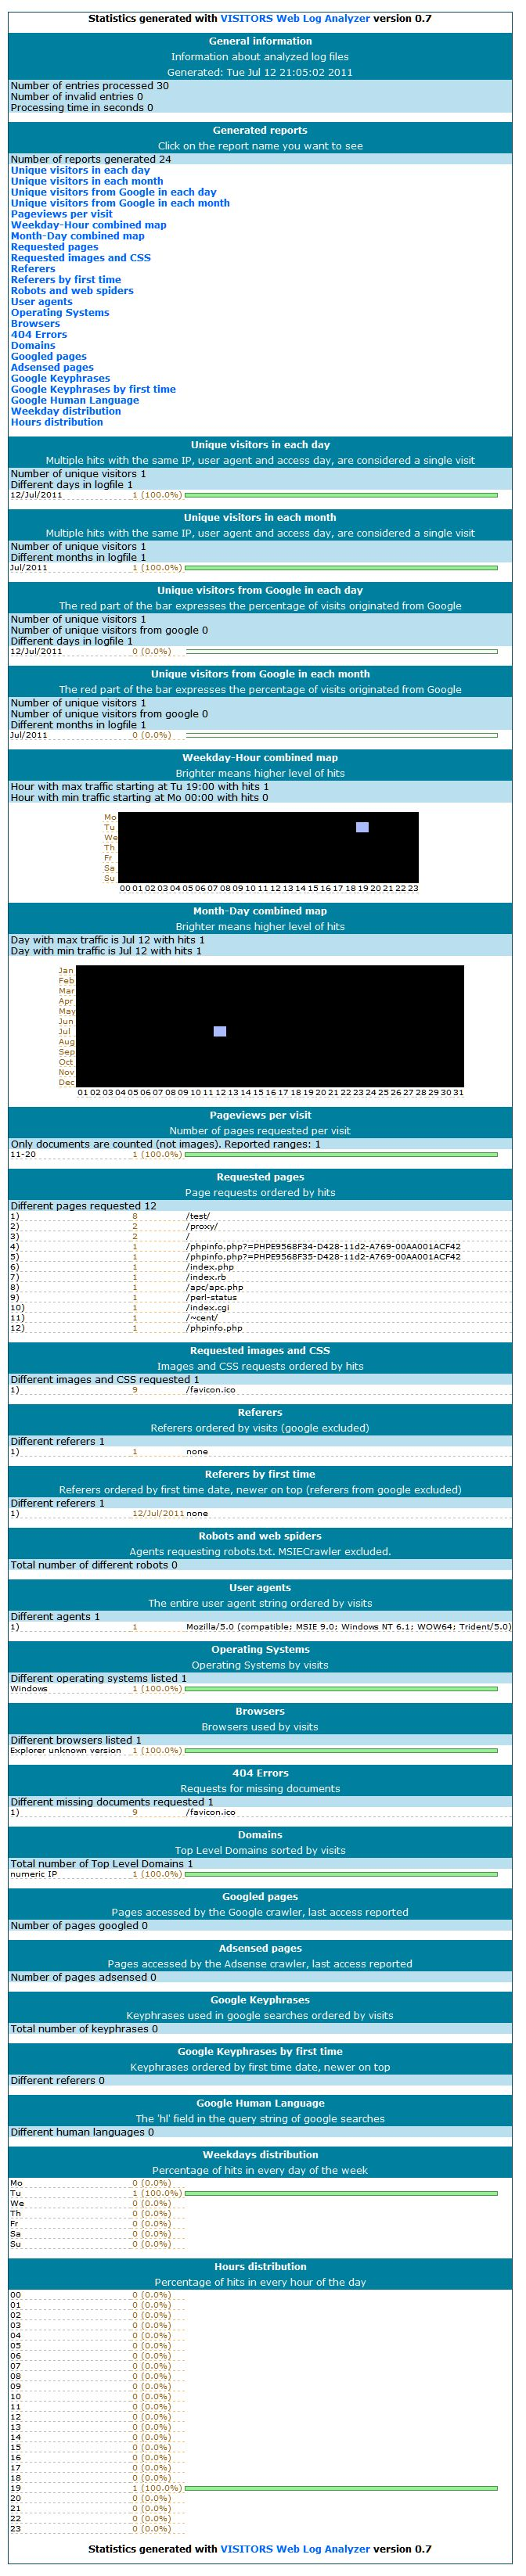 Statistics generated with VISITORS Web Log Analyzer version 0.7
General information
Information about analyzed log files
Generated: Tue Jul 12 21:05:02 2011
Number of entries processed 30
Number of invalid entries 0
Processing time in seconds 0
Generated reports
Click on the report name you want to see
Number of reports generated 24
Unique visitors in each day
Unique visitors in each month
Unique visitors from Google in each day
Unique visitors from Google in each month
Pageviews per visit
Weekday-Hour combined map
Month-Day combined map
Requested pages
Requested images and CSS
Referers
Referers by first time
Robots and web spiders
User agents
Operating Systems
Browsers
404 Errors
Domains
Googled pages
Adsensed pages
Google Keyphrases
Google Keyphrases by first time
Google Human Language
Weekday distribution
Hours distribution
Unique visitors in each day
Multiple hits with the same IP, user agent and access day, are considered a single visit
Number of unique visitors 1
Different days in logfile 1
12/Jul/2011 1 (100.0%)
Unique visitors in each month
Multiple hits with the same IP, user agent and access day, are considered a single visit
Number of unique visitors 1
Different months in logfile 1
Jul/2011 1 (100.0%)
Unique visitors from Google in each day
The red part of the bar expresses the percentage of visits originated from Google
Number of unique visitors 1
Number of unique visitors from google 0
Different days in logfile 1
12/Jul/2011 0 (0.0%)
Unique visitors from Google in each month
The red part of the bar expresses the percentage of visits originated from Google
Number of unique visitors 1
Number of unique visitors from google 0
Different months in logfile 1
Jul/2011 0 (0.0%)
Weekday-Hour combined map
Brighter means higher level of hits
Hour with max traffic starting at Tu 19:00 with hits 1
Hour with min traffic starting at Mo 00:00 with hits 0
Mo
Tu
We
Th
Fr
Sa
Su
00 01 02 03 04 05 06 07 08 09 10 11 12 13 14 15 16 17 18 19 20 21 22 23
Month-Day combined map
Brighter means higher level of hits
Day with max traffic is Jul 12 with hits 1
Day with min traffic is Jul 12 with hits 1
Jan
Feb
Mar
Apr
May
Jun
Jul
Aug
Sep
Oct
Nov
Dec
01 02 03 04 05 06 07 08 09 10 11 12 13 14 15 16 17 18 19 20 21 22 23 24 25 26 27 28 29 30 31
Pageviews per visit
Number of pages requested per visit
Only documents are counted (not images). Reported ranges: 1
11-20 1 (100.0%)
Requested pages
Page requests ordered by hits
Different pages requested 12
1) 8 /test/
2) 2 /proxy/
3) 2 /
4) 1 /phpinfo.php?=PHPE9568F34-D428-11d2-A769-00AA001ACF42
5) 1 /phpinfo.php?=PHPE9568F35-D428-11d2-A769-00AA001ACF42
6) 1 /index.php
7) 1 /index.rb
8) 1 /apc/apc.php
9) 1 /perl-status
10) 1 /index.cgi
11) 1 /~cent/
12) 1 /phpinfo.php
Requested images and CSS
Images and CSS requests ordered by hits
Different images and CSS requested 1
1) 9 /favicon.ico
Referers
Referers ordered by visits (google excluded)
Different referers 1
1) 1 none
Referers by first time
Referers ordered by first time date, newer on top (referers from google excluded)
Different referers 1
1) 12/Jul/2011 none
Robots and web spiders
Agents requesting robots.txt. MSIECrawler excluded.
Total number of different robots 0
User agents
The entire user agent string ordered by visits
Different agents 1
1) 1 Mozilla/5.0 (compatible; MSIE 9.0; Windows NT 6.1; WOW64; Trident/5.0)
Operating Systems
Operating Systems by visits
Different operating systems listed 1
Windows 1 (100.0%)
Browsers
Browsers used by visits
Different browsers listed 1
Explorer unknown version 1 (100.0%)
404 Errors
Requests for missing documents
Different missing documents requested 1
1) 9 /favicon.ico
Domains
Top Level Domains sorted by visits
Total number of Top Level Domains 1
numeric IP 1 (100.0%)
Googled pages
Pages accessed by the Google crawler, last access reported
Number of pages googled 0
Adsensed pages
Pages accessed by the Adsense crawler, last access reported
Number of pages adsensed 0
Google Keyphrases
Keyphrases used in google searches ordered by visits
Total number of keyphrases 0
Google Keyphrases by first time
Keyphrases ordered by first time date, newer on top
Different referers 0
Google Human Language
The 'hl' field in the query string of google searches
Different human languages 0
Weekdays distribution
Percentage of hits in every day of the week
Mo 0 (0.0%)
Tu 1 (100.0%)
We 0 (0.0%)
Th 0 (0.0%)
Fr 0 (0.0%)
Sa 0 (0.0%)
Su 0 (0.0%)
Hours distribution
Percentage of hits in every hour of the day
00 0 (0.0%)
01 0 (0.0%)
02 0 (0.0%)
03 0 (0.0%)
04 0 (0.0%)
05 0 (0.0%)
06 0 (0.0%)
07 0 (0.0%)
08 0 (0.0%)
09 0 (0.0%)
10 0 (0.0%)
11 0 (0.0%)
12 0 (0.0%)
13 0 (0.0%)
14 0 (0.0%)
15 0 (0.0%)
16 0 (0.0%)
17 0 (0.0%)
18 0 (0.0%)
19 1 (100.0%)
20 0 (0.0%)
21 0 (0.0%)
22 0 (0.0%)
23 0 (0.0%)
Statistics generated with VISITORS Web Log Analyzer version 0.7